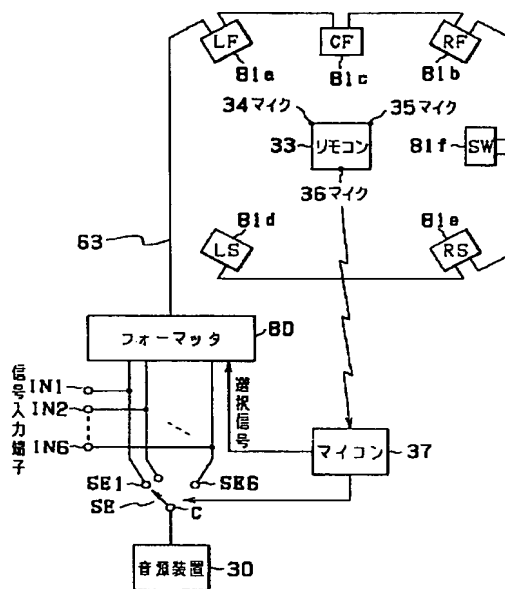 LF
CF
RF
81a
81c
81b
34マイク
35マイク
33
リモコン
81f
SW
36マイク
81d
81e
63
LS
RS
フォーマッタ
80
信号入力端子
IN1
IN2
IN6
選択信号
マイコン
37
SE1
SE6
SE
C
音源装置
30